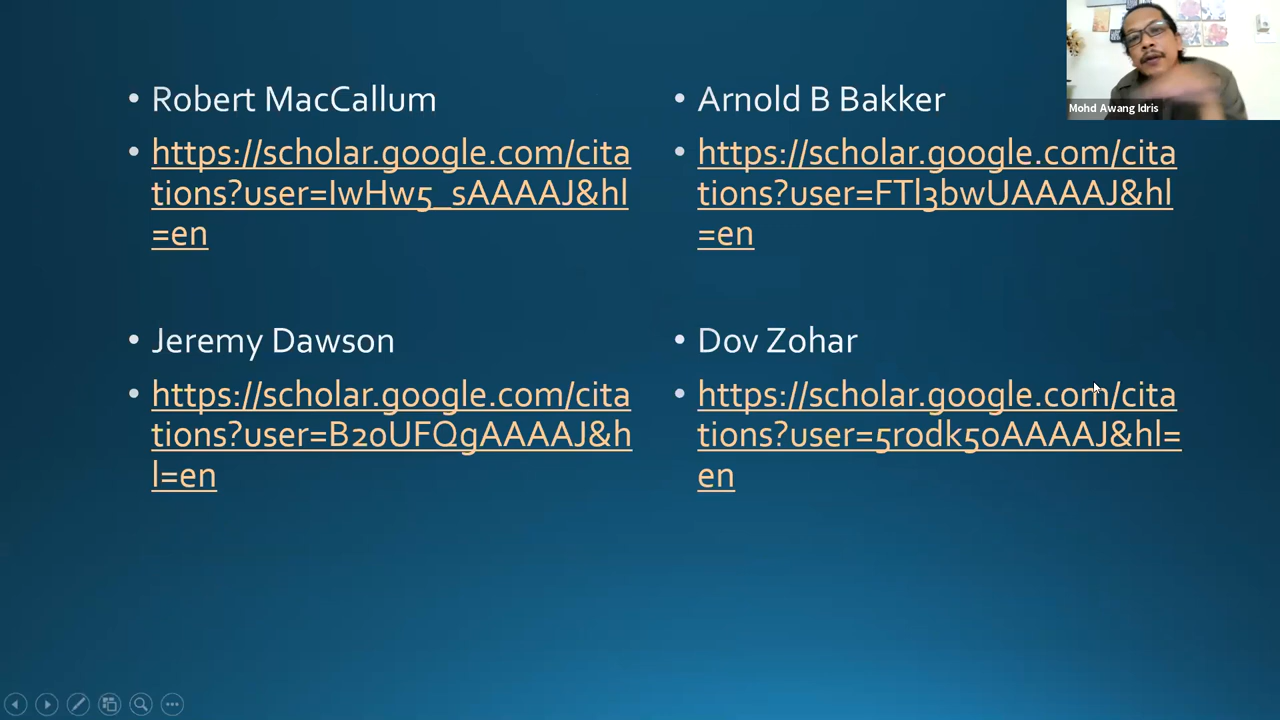 • Robert MacCallum
• https://scholar.google.com/cita
tions?user=IwHw5_sAAAAJ&hl
=en
• Jeremy Dawson
• https://scholar.google.com/cita
tions?user=B2oUFQgAAAAJ&h
l=en
• Arnold B Bakker
• https://scholar.google.com/cita
tions?user=FTl3bwUAAAAJ&hl
=en
• Dov Zohar
• https://scholar.google.com/cita
tions?user=5rodk5oAAAAJ&hl=
en
Mohd Awang Idris